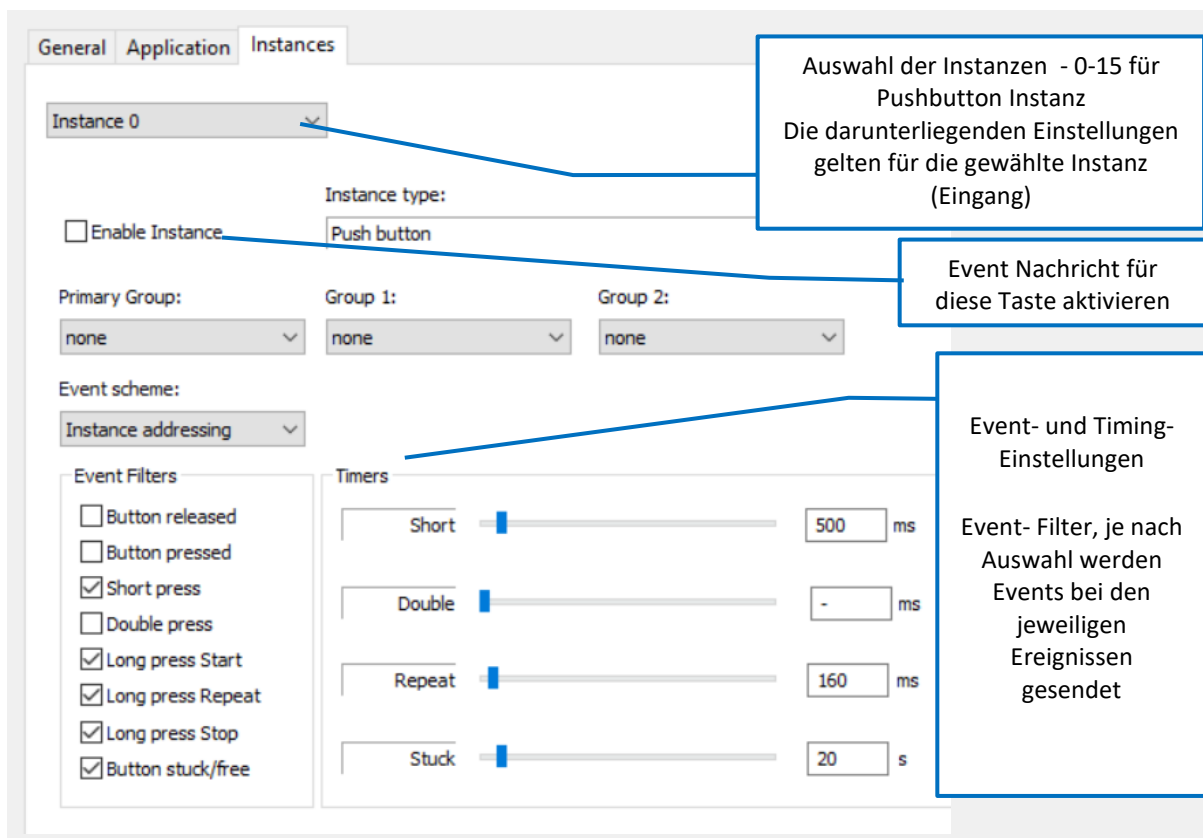 General Application Instances
Auswahl der Instanzen - 0-15 für
Pushbutton Instanz
Die darunterliegenden Einstellungen
gelten für die gewählte Instanz
(Eingang)
Instance 0
Instance type:
Enable Instance
Push button
Event Nachricht für
diese Taste aktivieren
Primary Group:
Group 1:
Group 2:
none
none
none
Event scheme:
Instance addressing
Event- und Timing-
Einstellungen
Event- Filter, je nach
Auswahl werden
Events bei den
jeweiligen
Ereignissen
gesendet
Event Filters
Button released
Button pressed
Short press
Double press
Long press Start
Long press Repeat
Long press Stop
Button stuck/free
Timers
Short 500 ms
Double - ms
Repeat 160 ms
Stuck 20 s